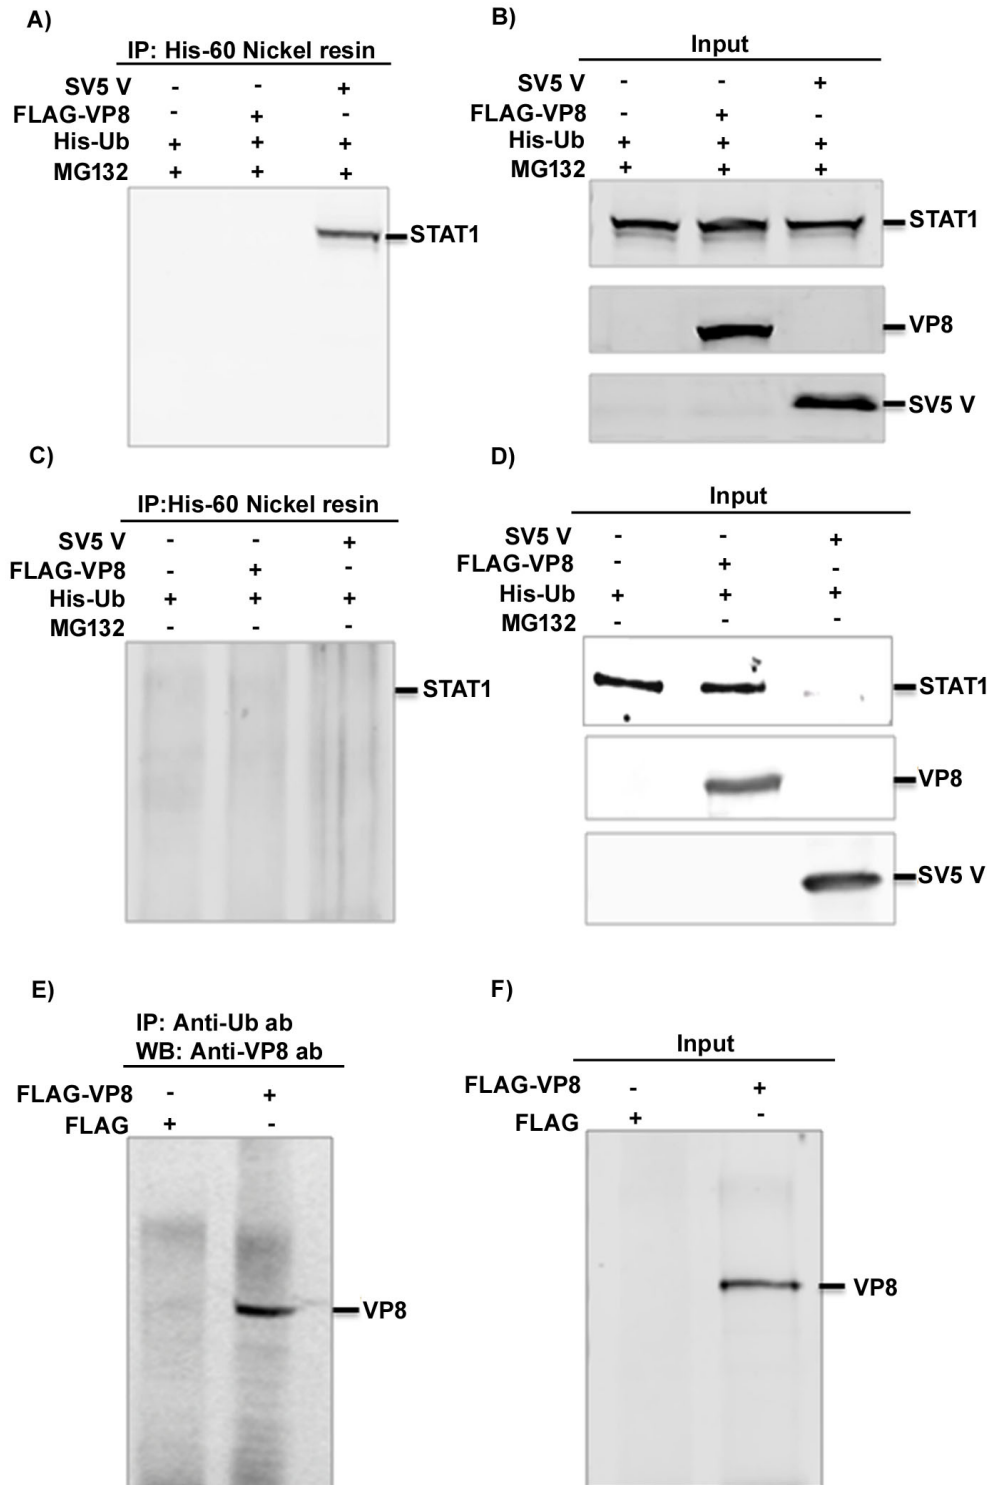 A)
IP: His-60 Nickel resin
SV5 V - - +
FLAG-VP8 - + -
His-Ub + + +
MG132 + + +
STAT1
B)
Input
SV5 V - - +
FLAG-VP8 - + -
His-Ub + + +
MG132 + + +
STAT1
VP8
SV5 V
C)
IP:His-60 Nickel resin
SV5 V - - +
FLAG-VP8 - + -
His-Ub + + +
MG132 - - -
STAT1
D)
Input
SV5 V - - +
FLAG-VP8 - + -
His-Ub + + +
MG132 - - -
STAT1
VP8
SV5 V
E)
IP: Anti-Ub ab
WB: Anti-VP8 ab
FLAG-VP8 - +
FLAG + -
VP8
F)
Input
FLAG-VP8 - +
FLAG + -
VP8